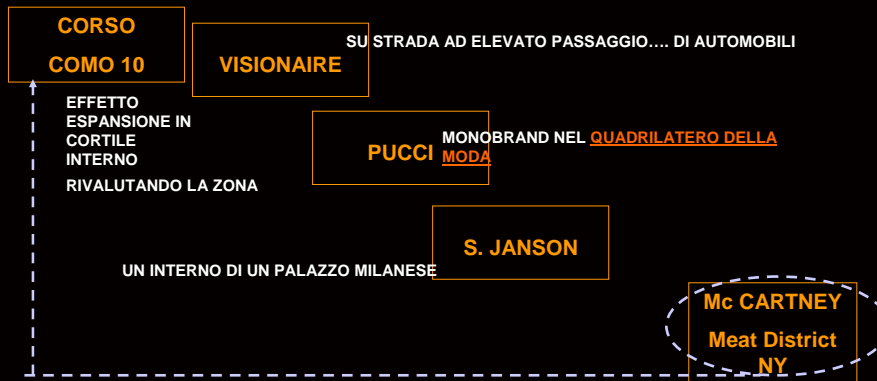 CORSO
COMO 10
SU STRADA AD ELEVATO PASSAGGIO.... DI AUTOMOBILI
VISIONAIRE
EFFETTO
ESPANSIONE IN
CORTILE
INTERNO
RIVALUTANDO LA ZONA
PUCCI
MONOBRAND NEL QUADRILATERO DELLA
MODA
S. JANSON
UN INTERNO DI UN PALAZZO MILANESE
Mc CARTNEY
Meat District
NY